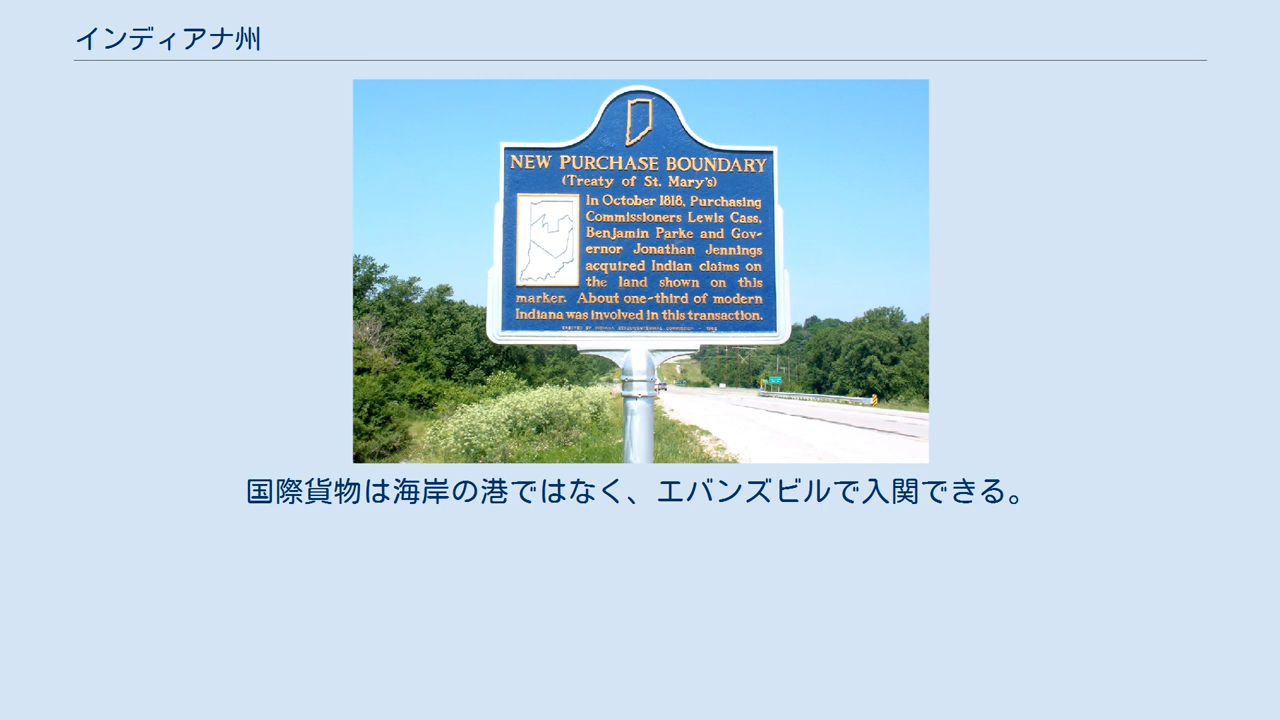 インディアナ州
NEW PURCHASE BOUNDARY
(Treaty of St. Mary's)
In October 1818, Purchasing
Commissioners Lewis Cass,
Benjamin Parke and Gov-
ernor Jonathan Jennings
acquired Indian claims on
the land shown on this
marker. About one-third of modern
Indiana was involved in this transaction.
国際貨物は海岸の港ではなく、エバンズビルで入関できる。